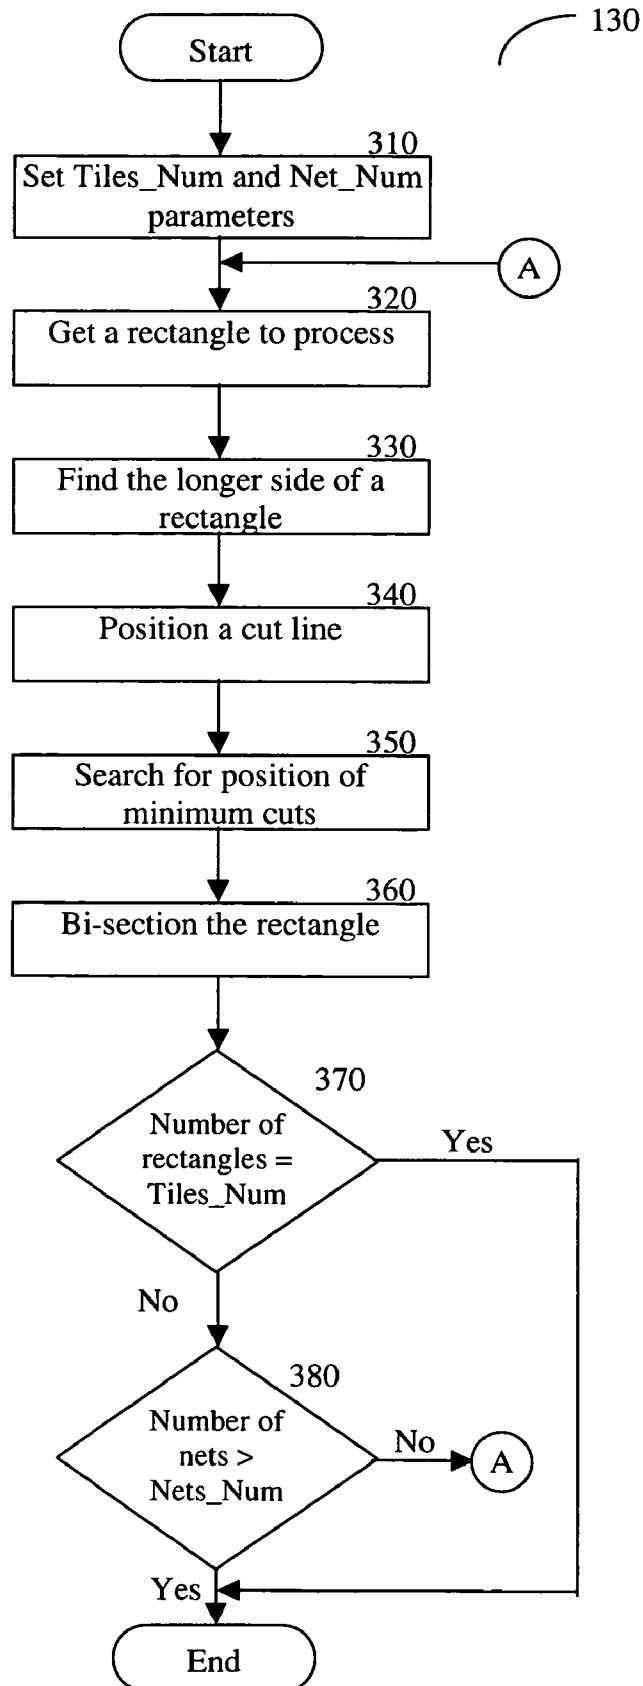 130
Start
310
Set Tiles_Num and Net_Num
parameters
A
320
Get a rectangle to process
330
Find the longer side of a
rectangle
340
Position a cut line
350
Search for position of
minimum cuts
360
Bi-section the rectangle
370
Number of
rectangles =
Tiles_Num
Yes
No
380
Number of
nets >
Nets_Num
No
A
Yes
End